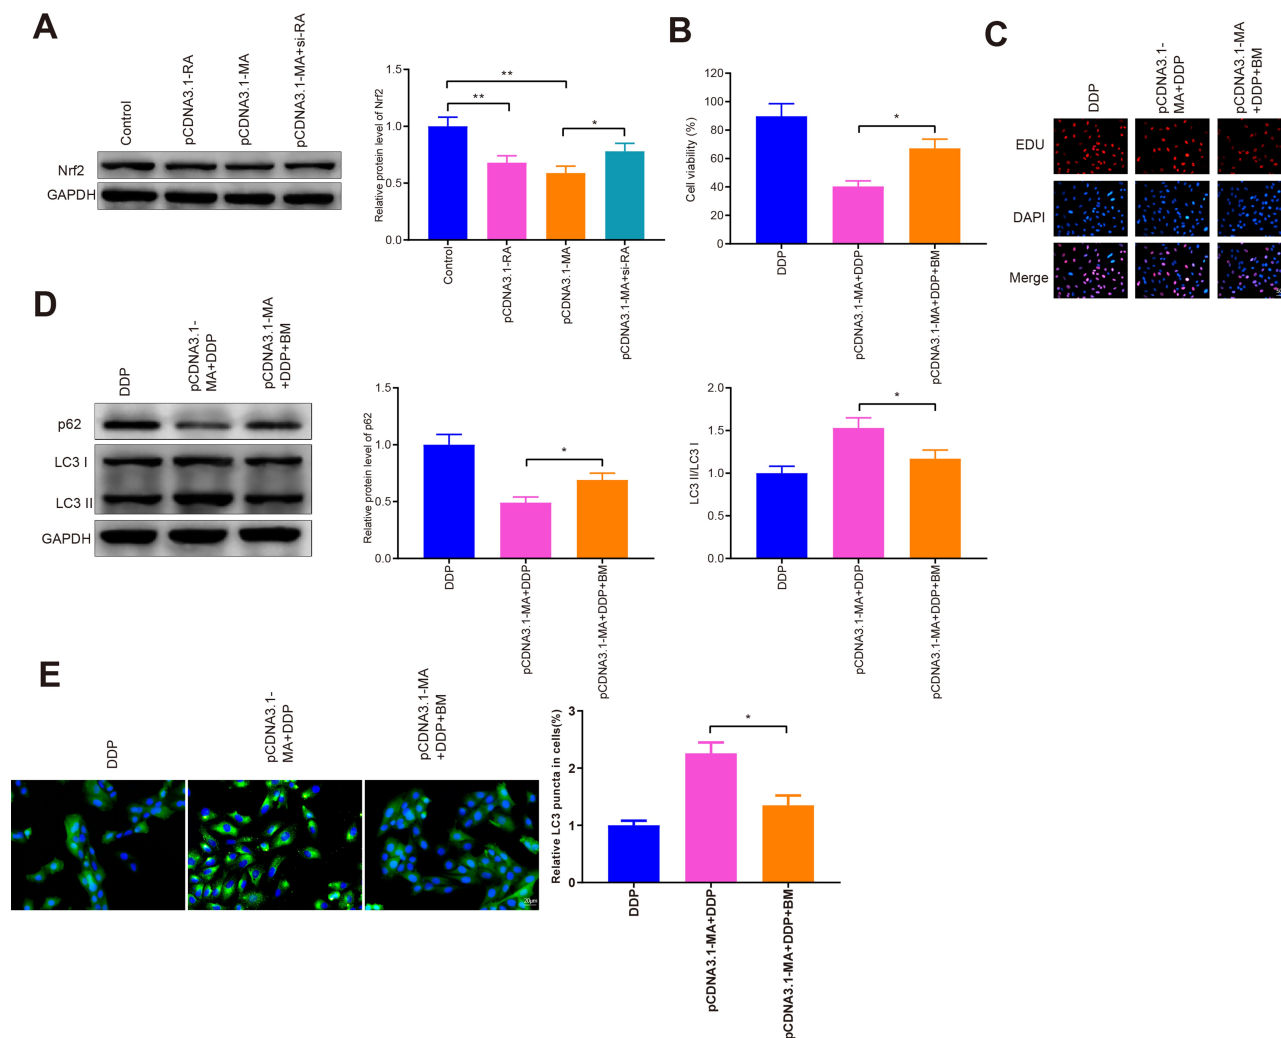 A
Control
pCDNA3.1-RA
pCDNA3.1-MA
pCDNA3.1-MA+si-RA
Nrf2
GAPDH
Relative protein level of Nrf2
1.5
1.0
0.5
0.0
**
**
*
Control
pCDNA3.1-RA
pCDNA3.1-MA
pCDNA3.1-MA+si-RA
B
Cell viability (%)
120
100
80
60
40
20
0
*
DDP
pCDNA3.1-MA+DDP
pCDNA3.1-MA+DDP+BM
C
DDP
pCDNA3.1-
MA+DDP
pCDNA3.1-MA
+DDP+BM
EDU
DAPI
Merge
D
DDP
pCDNA3.1-
MA+DDP
pCDNA3.1-MA
+DDP+BM
p62
LC3 I
LC3 II
GAPDH
Relative protein level of p62
1.5
1.0
0.5
0.0
*
DDP
pCDNA3.1-MA+DDP
pCDNA3.1-MA+DDP+BM
LC3 II/LC3 I
2.0
1.5
1.0
0.5
0.0
*
DDP
pCDNA3.1-MA+DDP
pCDNA3.1-MA+DDP+BM
E
DDP
pCDNA3.1-
MA+DDP
pCDNA3.1-MA
+DDP+BM
20μm
Relative LC3 puncta in cells(%)
3
2
1
0
*
DDP
pCDNA3.1-MA+DDP
pCDNA3.1-MA+DDP+BM